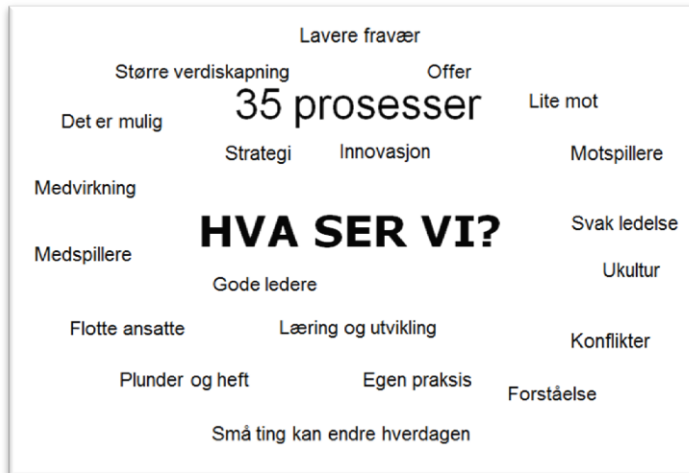 Lavere fravær
Større verdiskapning
Offer
35 prosesser
Lite mot
Det er mulig
Strategi
Innovasjon
Motspillere
Medvirkning
HVA SER VI?
Svak ledelse
Medspillere
Ukultur
Gode ledere
Flotte ansatte
Læring og utvikling
Konflikter
Plunder og heft
Egen praksis
Forståelse
Små ting kan endre hverdagen